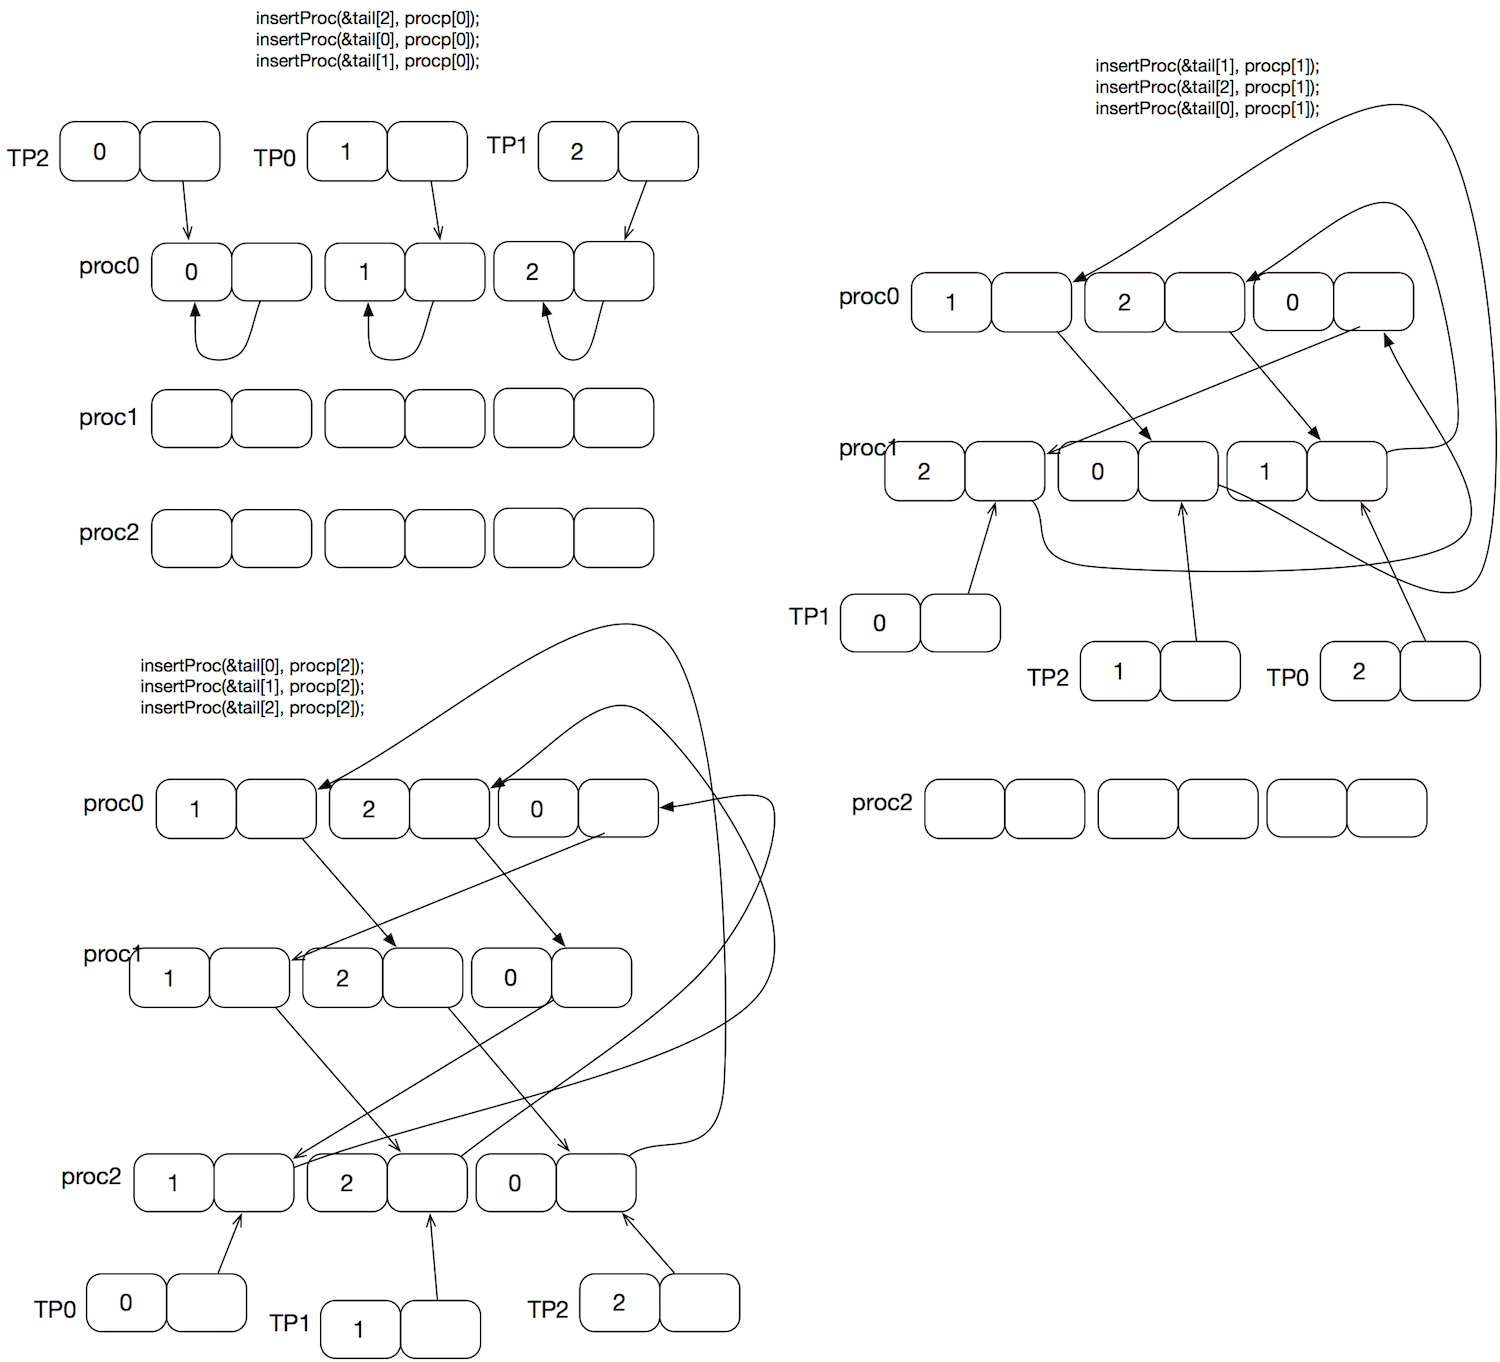 insertProc(&tail[2], procp[0]);
insertProc(&tail[0], procp[0]);
insertProc(&tail[1], procp[0]);
TP2 0 TP0 1 TP1 2
proc0 0 1 2
proc1
proc2
insertProc(&tail[1], procp[1]);
insertProc(&tail[2], procp[1]);
insertProc(&tail[0], procp[1]);
proc0 1 2 0
proc1 2 0 1
TP1 0
TP2 1 TP0 2
proc2
insertProc(&tail[0], procp[2]);
insertProc(&tail[1], procp[2]);
insertProc(&tail[2], procp[2]);
proc0 1 2 0
proc1 1 2 0
proc2 1 2 0
TP0 0 TP1 1 TP2 2